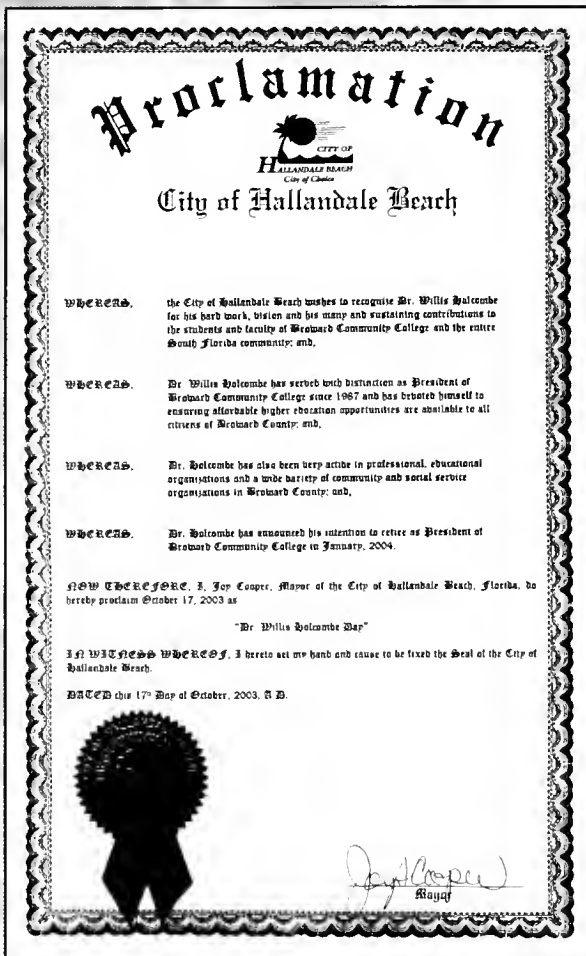 Proclamation
CITY OF
HALLANDALE BEACH
City of Choice
City of Hallandale Beach
WHEREAS, the City of Hallandale Beach wishes to recognize Dr. Willis Holcombe
for his hard work, vision and his many and sustaining contributions to
the students and faculty of Broward Community College and the entire
South Florida community; and,
WHEREAS, Dr. Willis Holcombe has served with distinction as President of
Broward Community College since 1987 and has devoted himself to
ensuring affordable higher education opportunities are available to all
citizens of Broward County; and,
WHEREAS, Dr. Holcombe has also been very active in professional, educational
organizations and a wide variety of community and social service
organizations in Broward County; and,
WHEREAS, Dr. Holcombe has announced his intention to retire as President of
Broward Community College in January, 2004.
NOW THEREFORE, I, Joy Cooper, Mayor of the City of Hallandale Beach, Florida, do
hereby proclaim October 17, 2003 as
"Dr Willis Holcombe Day"
IN WITNESS WHEREOF, I hereto set my hand and cause to be fixed the Seal of the City of
Hallandale Beach.
DATED this 17th Day of October, 2003, A D.
Joy F Cooper
Mayor